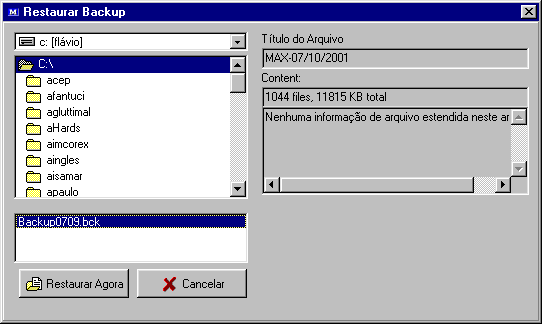 M Restaurar Backup
c: [flávio]
C:\
acep
afantuci
agluttimal
aHards
aimcorex
aingles
aisamar
apaulo
Backup0709.bck
Restaurar Agora
Cancelar
Título do Arquivo
MAX-07/10/2001
Content:
1044 files, 11815 KB total
Nenhuma informação de arquivo estendida neste ar